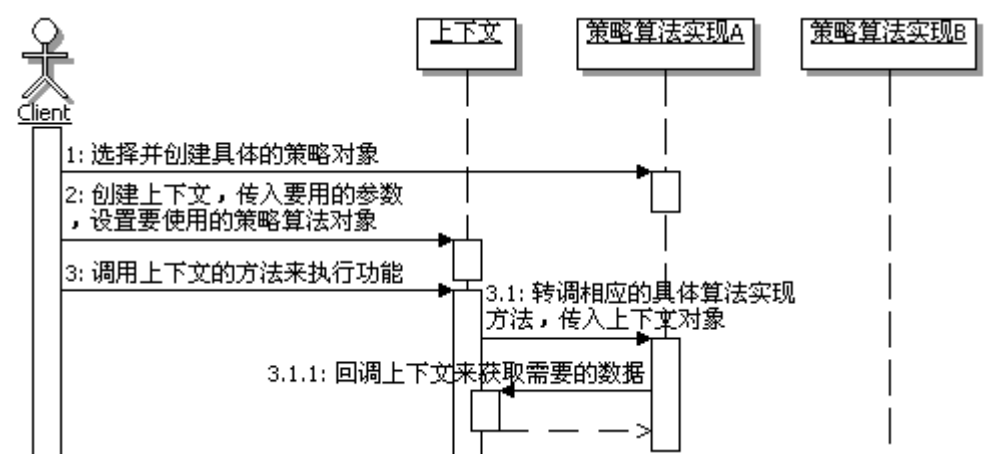 上下文
策略算法实现A
策略算法实现B
Client
1: 选择并创建具体的策略对象
2: 创建上下文，传入要用的参数
，设置要使用的策略算法对象
3: 调用上下文的方法来执行功能
3.1: 转调相应的具体算法实现
方法，传入上下文对象
3.1.1: 回调上下文来获取需要的数据